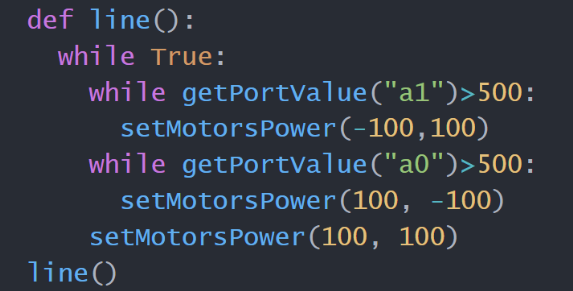 def line():
  while True:
    while getPortValue("a1")>500:
      setMotorsPower(-100,100)
    while getPortValue("a0")>500:
      setMotorsPower(100, -100)
    setMotorsPower(100, 100)
line()